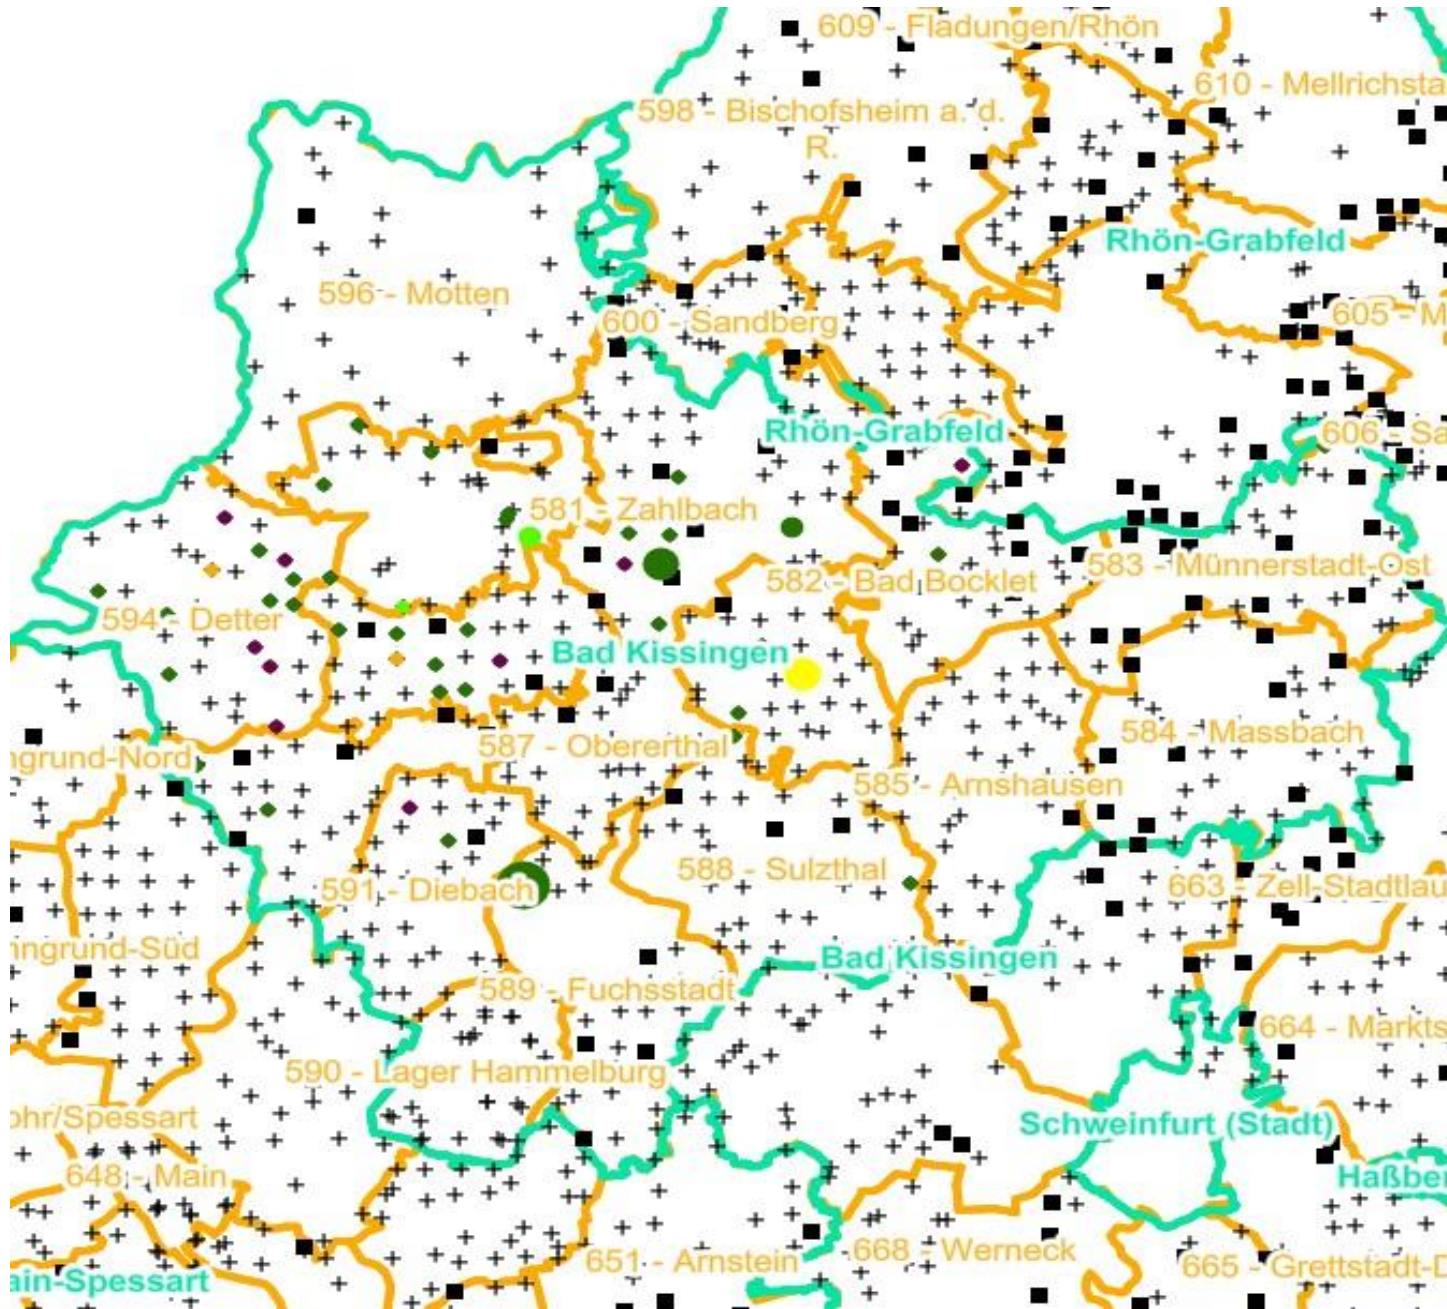 609 - Fladungen/Rhön
610 - Mellrichsta
598 - Bischofsheim a. d.
R.
Rhön-Grabfeld
596 - Motten
600 - Sandberg
605 - M
Rhön-Grabfeld
606 - Sa
581 - Zahlbach
582 - Bad Bocklet
583 - Münnerstadt-Ost
594 - Detter
Bad Kissingen
584 - Massbach
587 - Obererthal
ngrund-Nord
585 - Arnshausen
588 - Sulzthal
591 - Diebach
663 - Zell-Stadtlau
nngrund-Süd
Bad Kissingen
589 - Fuchsstadt
664 - Markts
590 - Lager Hammelburg
ohr/Spessart
Schweinfurt (Stadt)
648 - Main
Haßber
651 - Arnstein
668 - Werneck
665 - Grettstadt-D
ain-Spessart